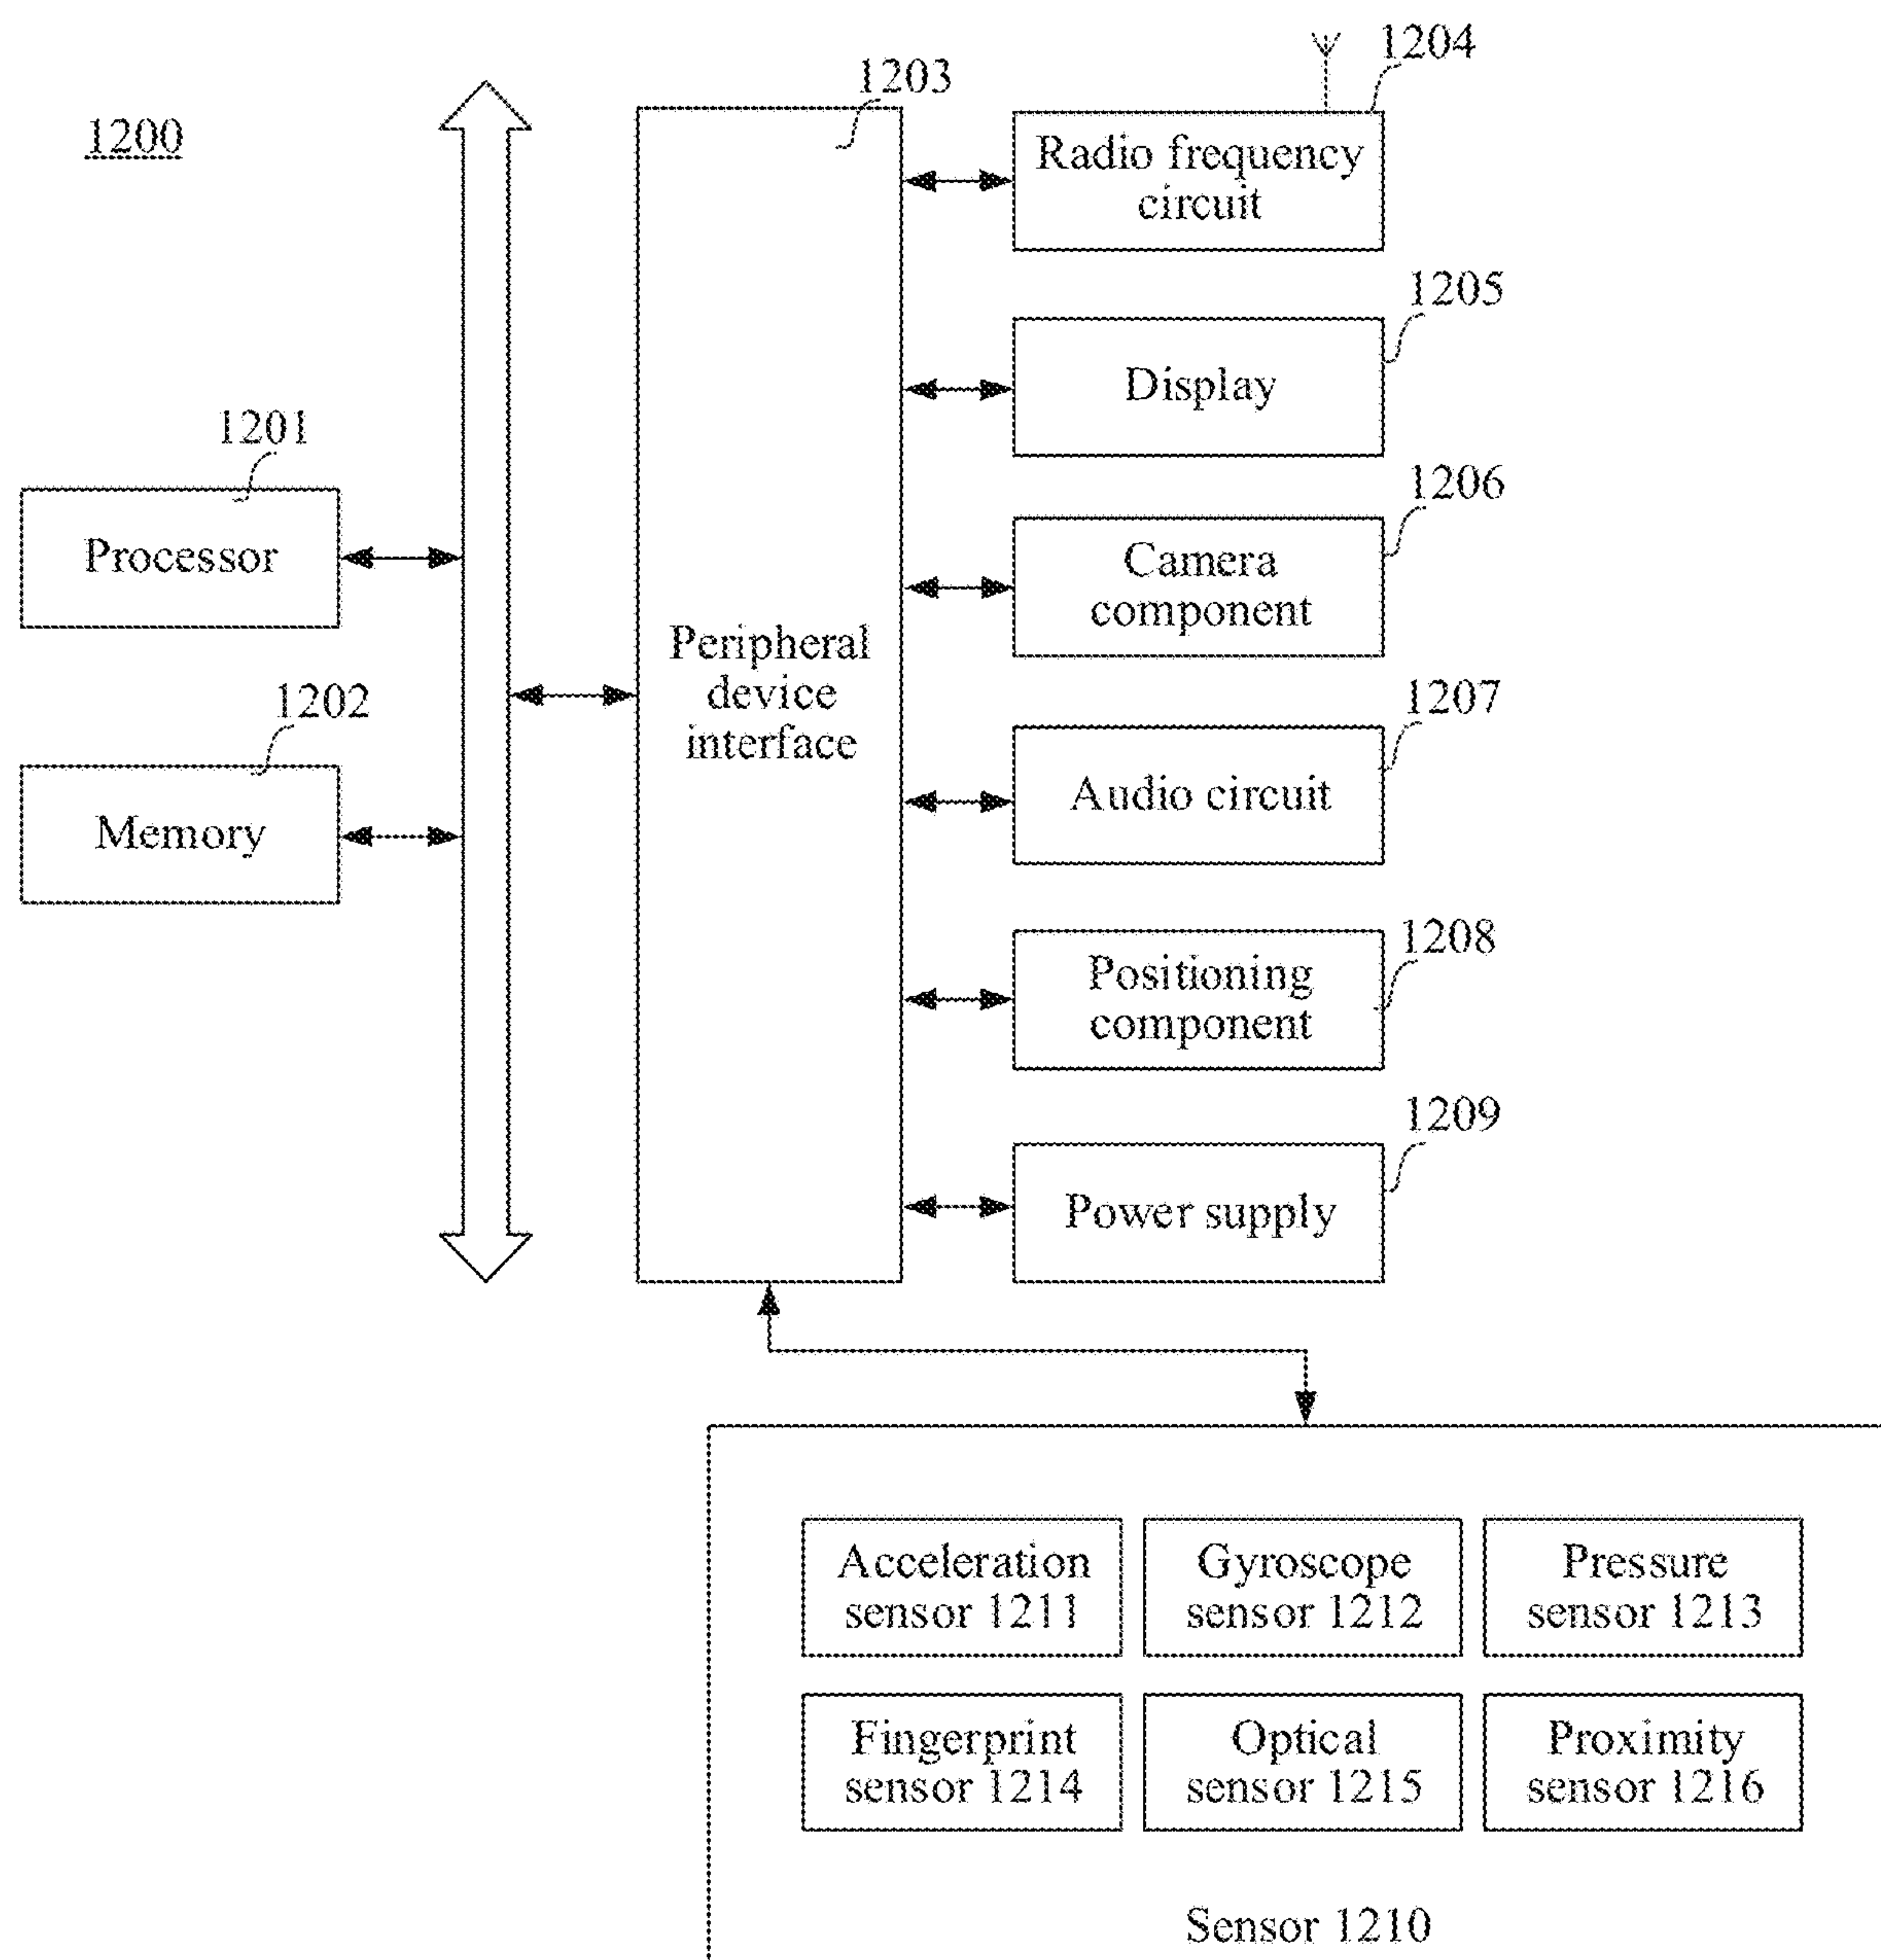 1200
1201
Processor
1202
Memory
1203
Peripheral
device
interface
1204
Radio frequency
circuit
1205
Display
1206
Camera
component
1207
Audio circuit
1208
Positioning
component
1209
Power supply
Acceleration
sensor 1211
Gyroscope
sensor 1212
Pressure
sensor 1213
Fingerprint
sensor 1214
Optical
sensor 1215
Proximity
sensor 1216
Sensor 1210